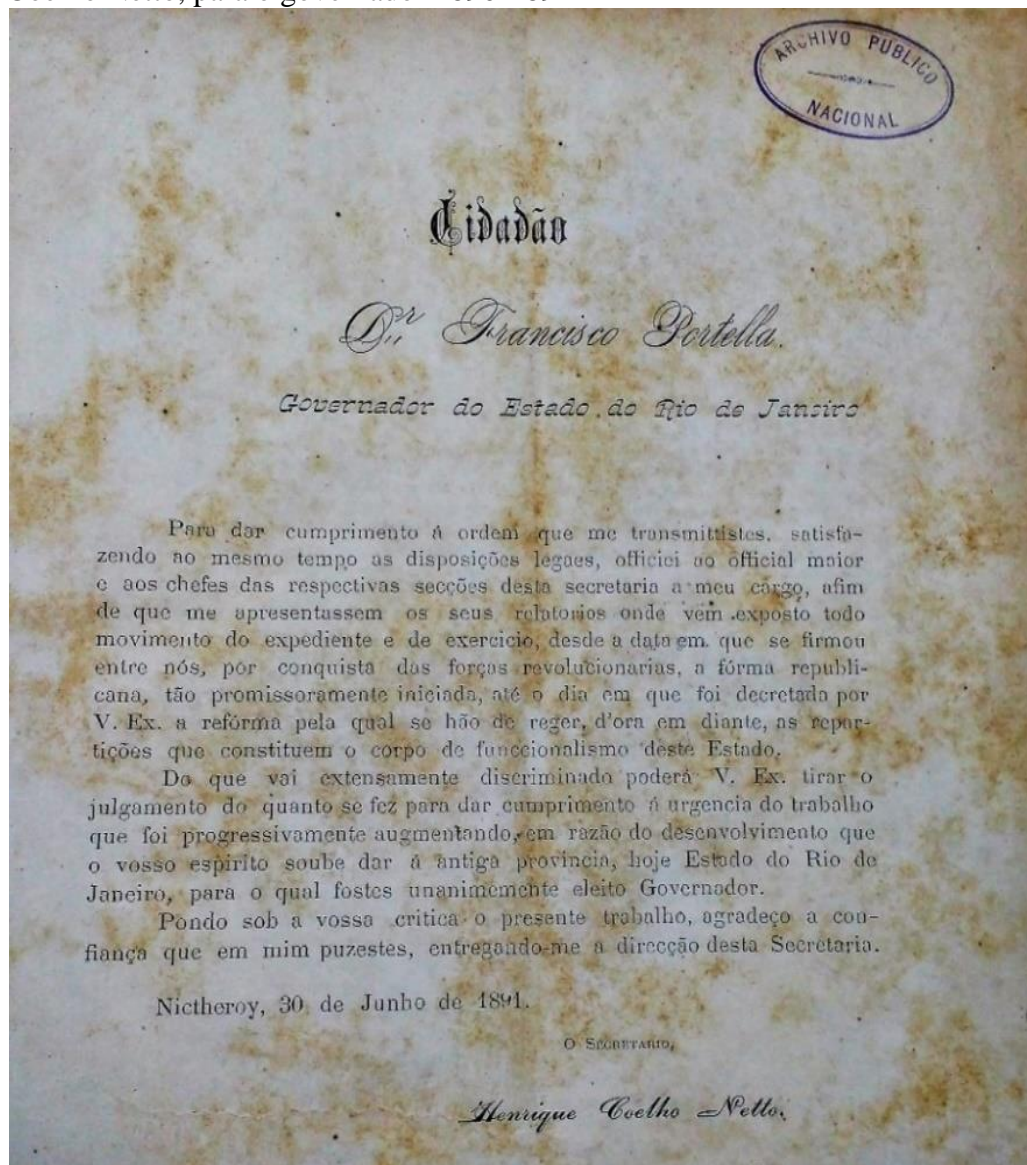 ARCHIVO PUBLICO
NACIONAL
Cidadão
Dr. Francisco Portella.
Governador do Estado do Rio de Janeiro
Para dar cumprimento á ordem que me transmittistes, satisfa-
zendo ao mesmo tempo as disposições legaes, officiei ao official maior
e aos chefes das respectivas secções desta secretaria a meu cargo, afim
de que me apresentassem os seus relatorios onde vem exposto todo
movimento do expediente e de exercicio, desde a data em que se firmou
entre nós, por conquista das forças revolucionarias, a fórma republi-
cana, tão promissoramente iniciada, até o dia em que foi decretada por
V. Ex. a refórma pela qual se hão de reger, d'ora em diante, as repar-
tições que constituem o corpo de funccionalismo deste Estado.
Do que vai extensamente discriminado poderá V. Ex. tirar o
julgamento do quanto se fez para dar cumprimento á urgencia do trabalho
que foi progressivamente augmentando, em razão do desenvolvimento que
o vosso espirito soube dar á antiga provincia, hoje Estado do Rio de
Janeiro, para o qual fostes unanimemente eleito Governador.
Pondo sob a vossa critica o presente trabalho, agradeço a con-
fiança que em mim puzestes, entregando-me a direcção desta Secretaria.
Nictheroy, 30 de Junho de 1891.
O SECRETARIO,
Henrique Coelho Netto.